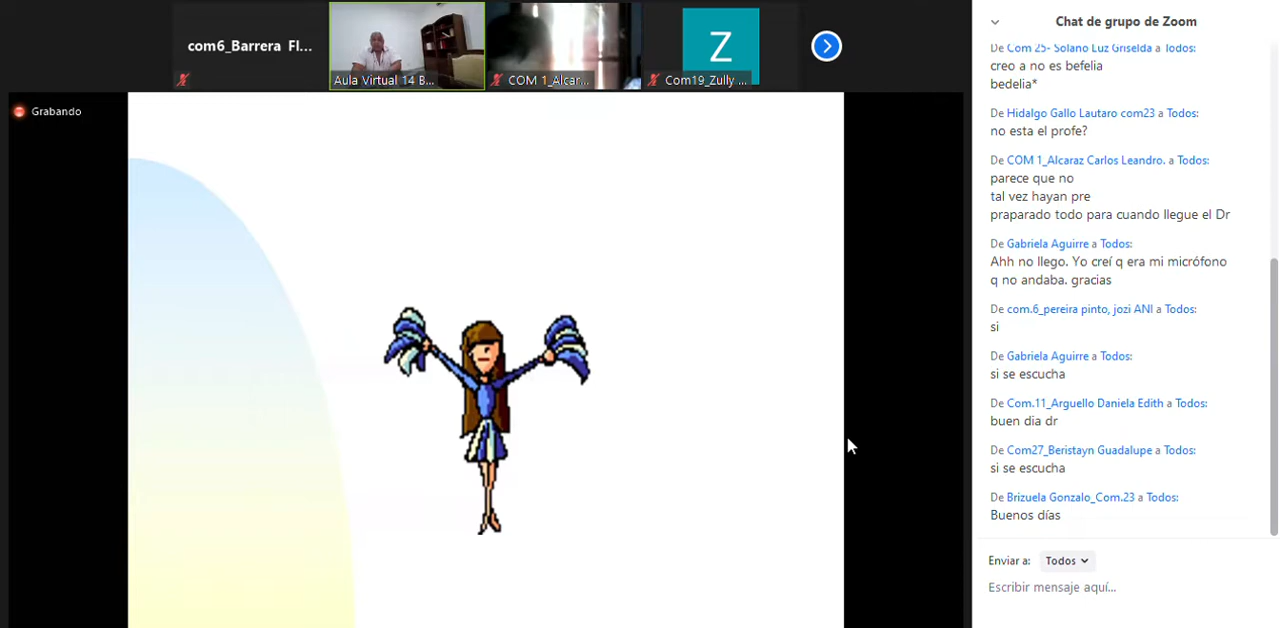 com6_Barrera Fl...
Aula Virtual 14 B...
COM 1_Alcar...
Z
Com19_Zully ...
Grabando
Chat de grupo de Zoom
De Com 25- Solano Luz Griselda a Todos:
creo a no es befelia
bedelia*
De Hidalgo Gallo Lautaro com23 a Todos:
no esta el profe?
De COM 1_Alcaraz Carlos Leandro. a Todos:
parece que no
tal vez hayan pre
praparado todo para cuando llegue el Dr
De Gabriela Aguirre a Todos:
Ahh no llego. Yo creí q era mi micrófono
q no andaba. gracias
De com.6_pereira pinto, jozi ANI a Todos:
si
De Gabriela Aguirre a Todos:
si se escucha
De Com.11_Arguello Daniela Edith a Todos:
buen dia dr
De Com27_Beristayn Guadalupe a Todos:
si se escucha
De Brizuela Gonzalo_Com.23 a Todos:
Buenos días
Enviar a: Todos
Escribir mensaje aquí...